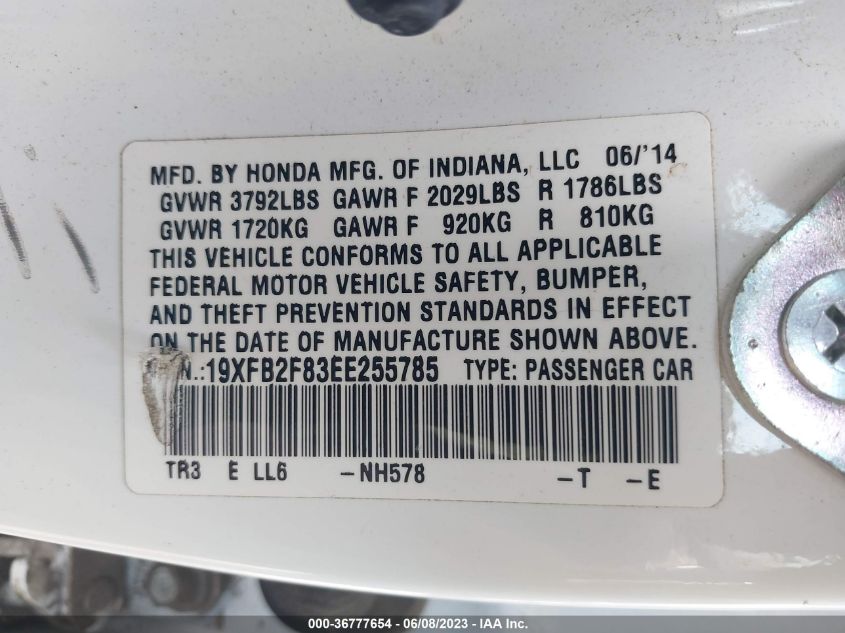 MFD. BY HONDA MFG. OF INDIANA, LLC 06/'14
GVWR 3792LBS GAWR F 2029LBS R 1786LBS
GVWR 1720KG GAWR F 920KG R 810KG
THIS VEHICLE CONFORMS TO ALL APPLICABLE
FEDERAL MOTOR VEHICLE SAFETY, BUMPER,
AND THEFT PREVENTION STANDARDS IN EFFECT
ON THE DATE OF MANUFACTURE SHOWN ABOVE.
N.:19XFB2F83EE255785 TYPE: PASSENGER CAR
TR3 E LL6 -NH578 -T -E
000-36777654 - 06/08/2023 - IAA Inc.